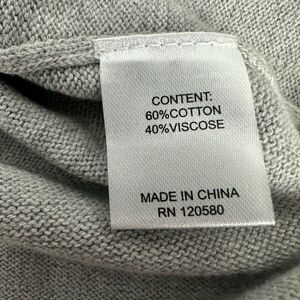 CONTENT:
60%COTTON
40%VISCOSE
MADE IN CHINA
RN 120580